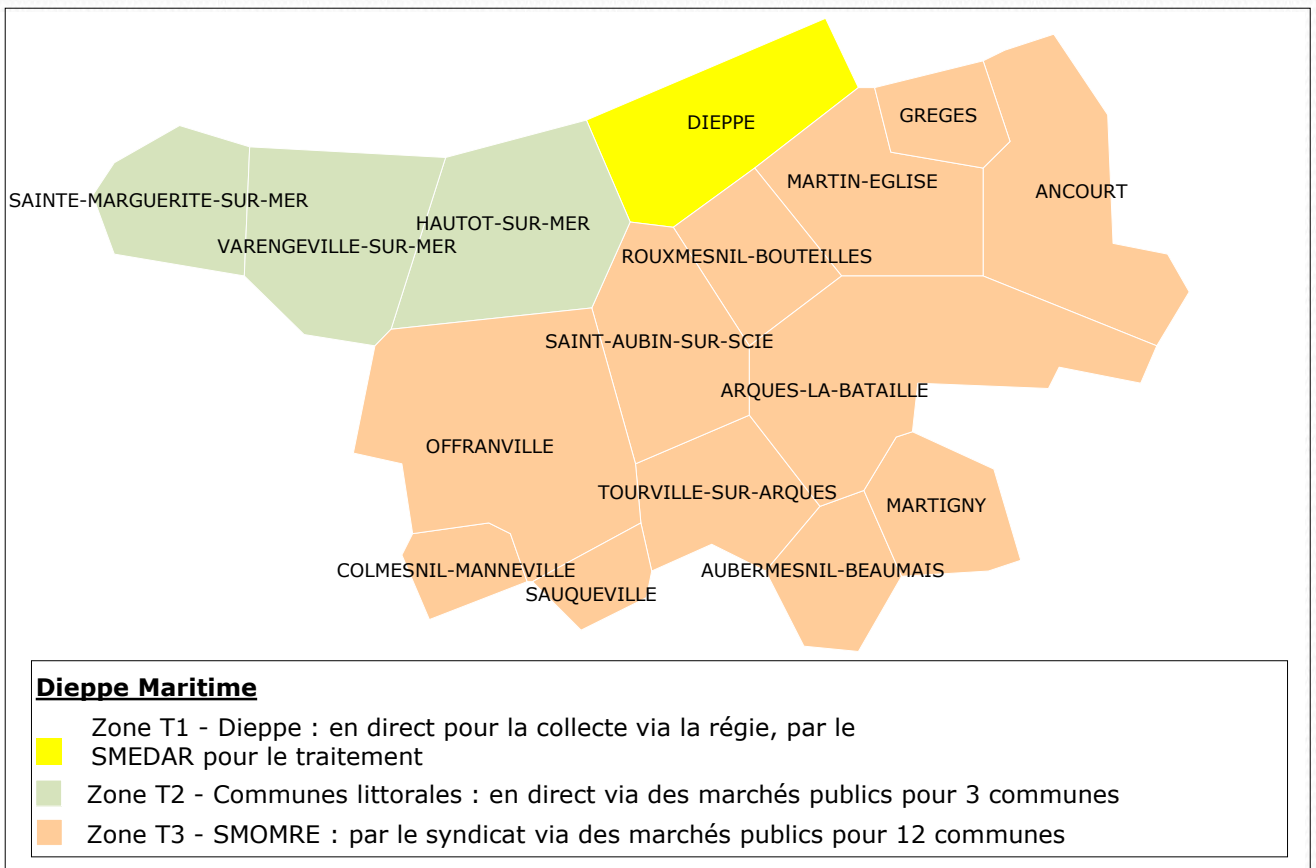 DIEPPE
GREGES
MARTIN-EGLISE
ANCOURT
SAINTE-MARGUERITE-SUR-MER
HAUTOT-SUR-MER
VARENGEVILLE-SUR-MER
ROUXMESNIL-BOUTEILLES
SAINT-AUBIN-SUR-SCIE
ARQUES-LA-BATAILLE
OFFRANVILLE
TOURVILLE-SUR-ARQUES
MARTIGNY
COLMESNIL-MANNEVILLE
AUBERMESNIL-BEAUMAIS
SAUQUEVILLE
Dieppe Maritime
Zone T1 - Dieppe : en direct pour la collecte via la régie, par le
SMEDAR pour le traitement
Zone T2 - Communes littorales : en direct via des marchés publics pour 3 communes
Zone T3 - SMOMRE : par le syndicat via des marchés publics pour 12 communes